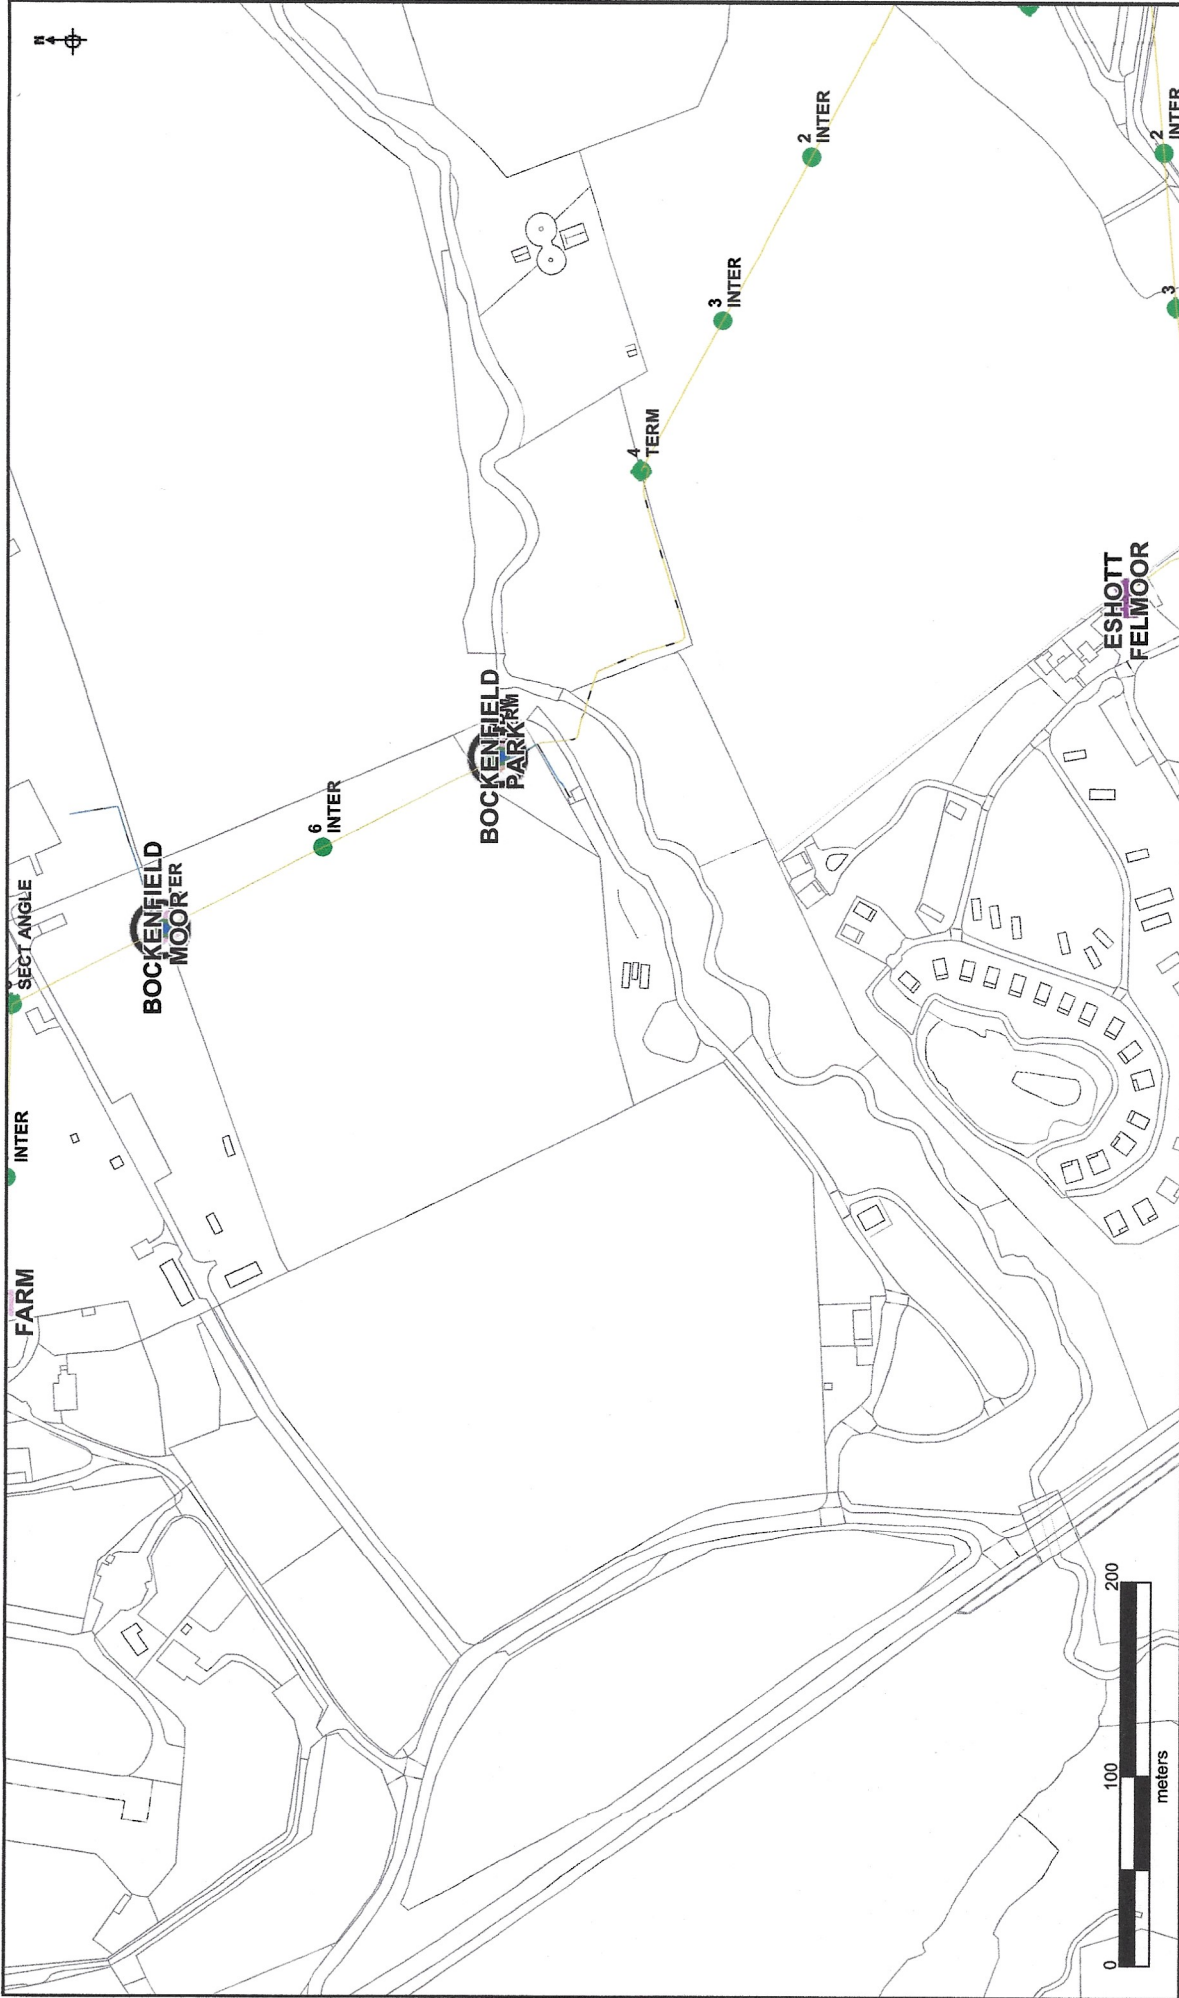 N
FARM
INTER
SECT ANGLE
BOCKENFIELD
MOOR
6
INTER
BOCKENFIELD
PARK
4
TERM
3
INTER
2
INTER
2
INTER
3
ESHOTT
FELMOOR
0
100
200
meters